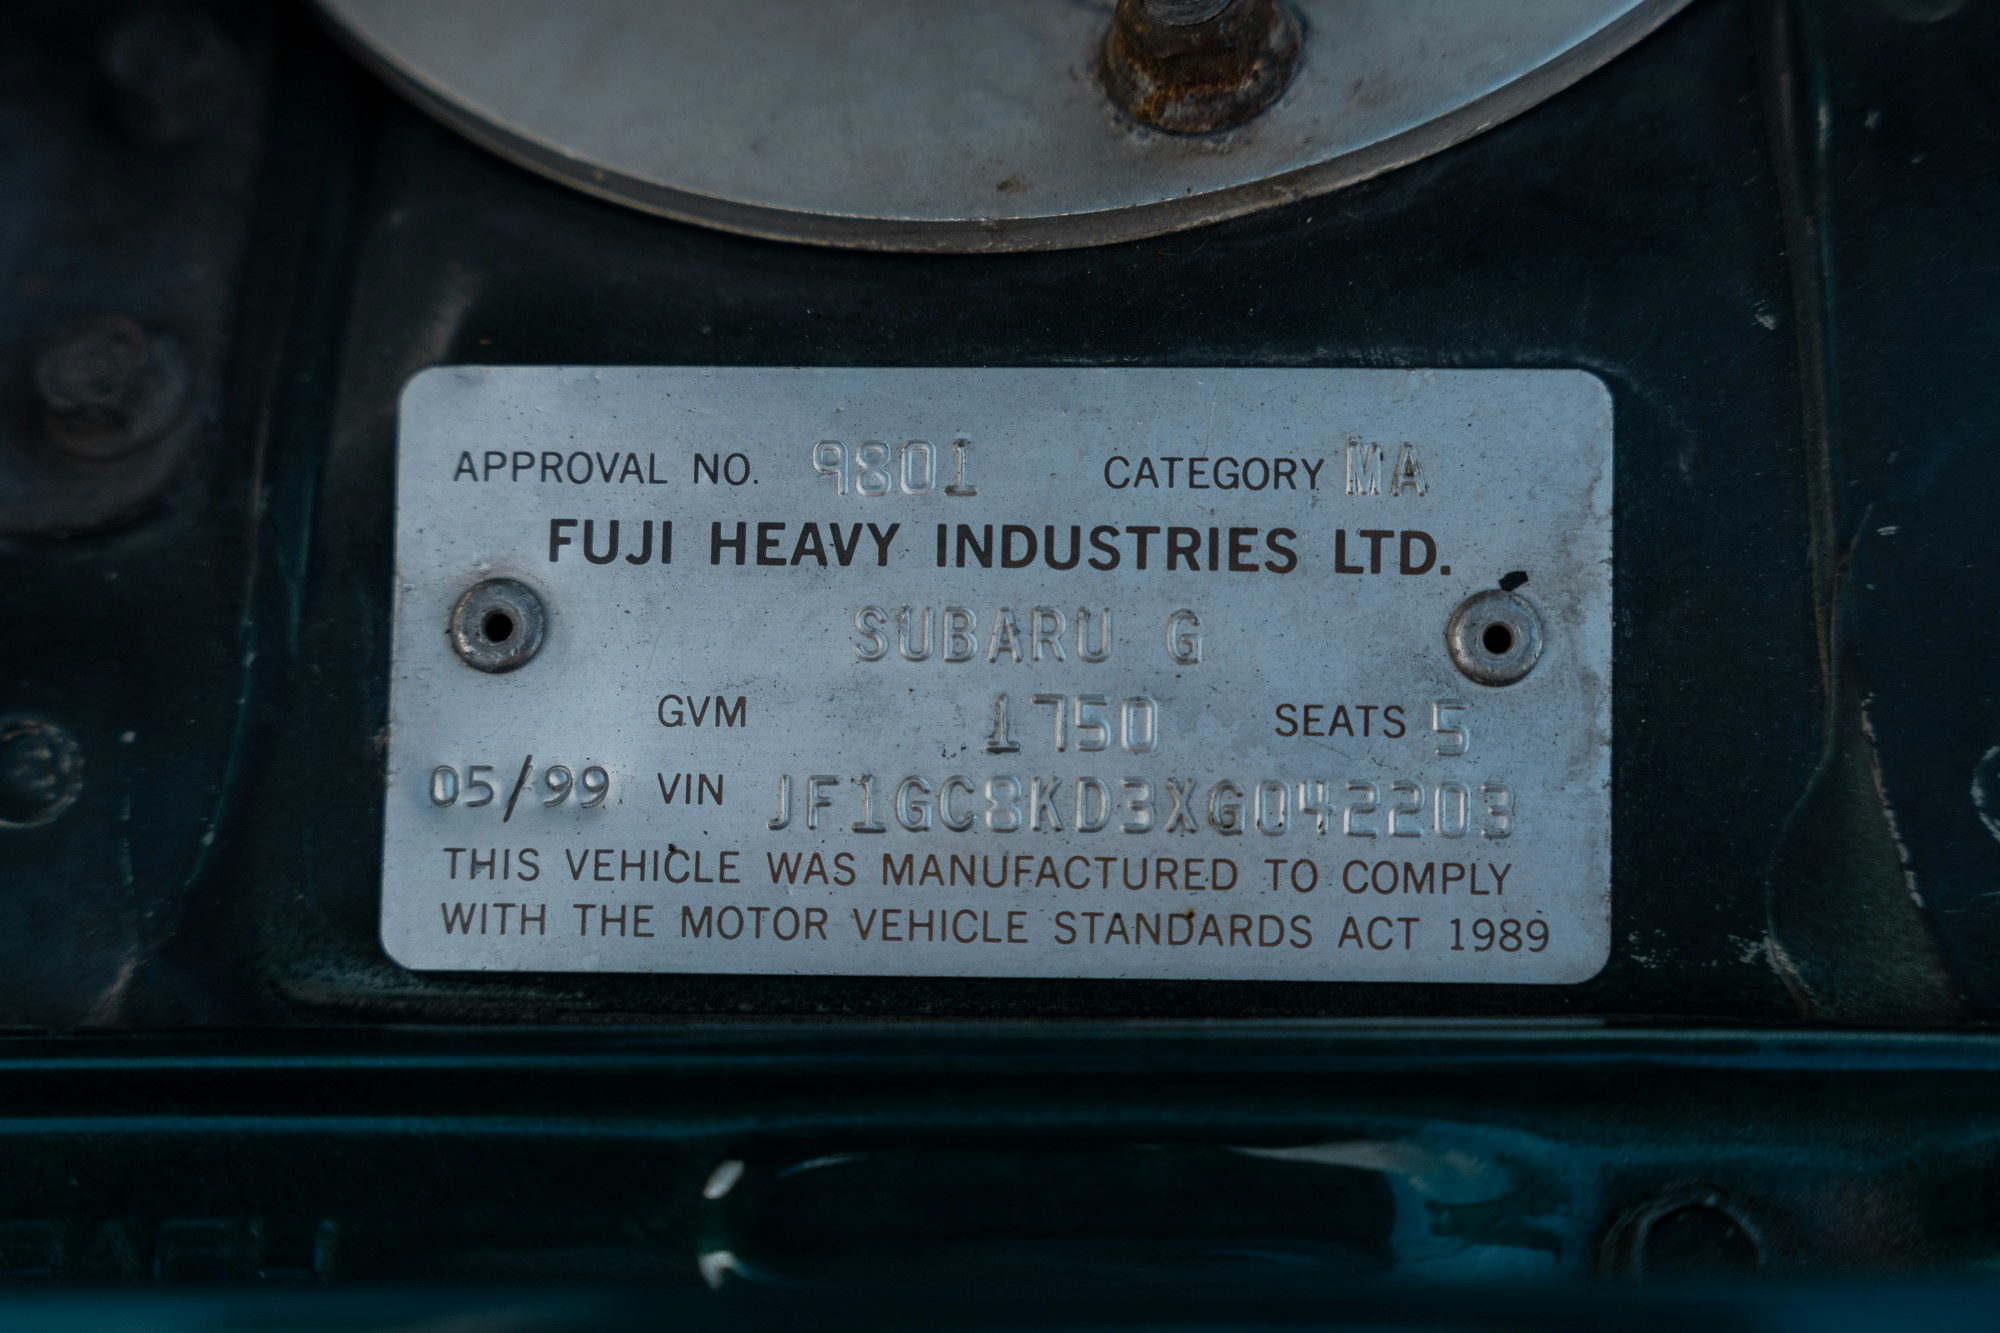 APPROVAL NO. 9801 CATEGORY MA
FUJI HEAVY INDUSTRIES LTD.
SUBARU G
GVM 1750 SEATS 5
05/99 VIN JF1GC8KD3XG042203
THIS VEHICLE WAS MANUFACTURED TO COMPLY
WITH THE MOTOR VEHICLE STANDARDS ACT 1989